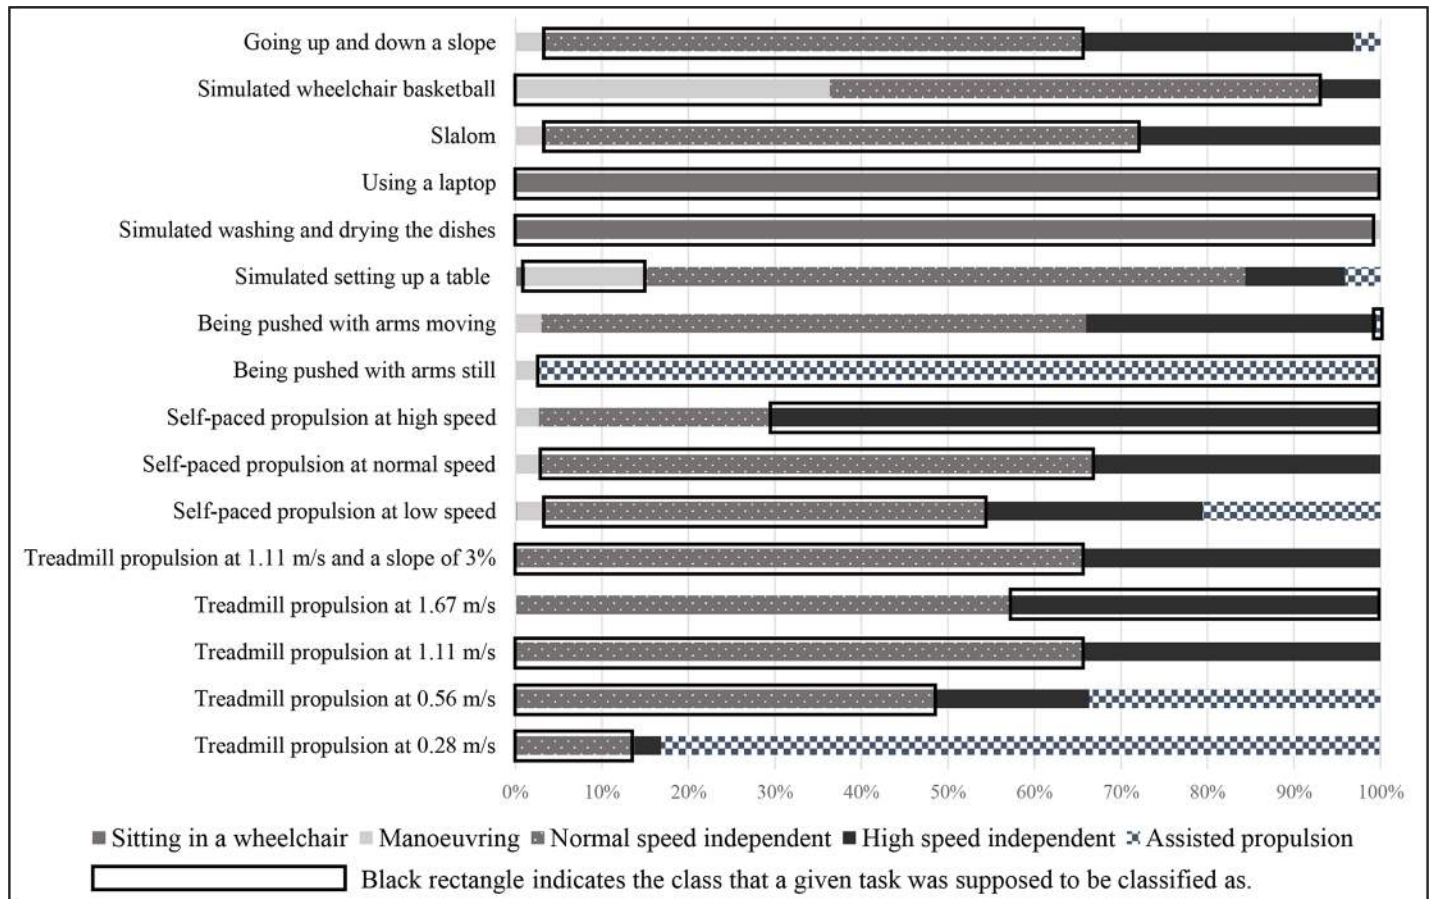 Going up and down a slope
Simulated wheelchair basketball
Slalom
Using a laptop
Simulated washing and drying the dishes
Simulated setting up a table
Being pushed with arms moving
Being pushed with arms still
Self-paced propulsion at high speed
Self-paced propulsion at normal speed
Self-paced propulsion at low speed
Treadmill propulsion at 1.11 m/s and a slope of 3%
Treadmill propulsion at 1.67 m/s
Treadmill propulsion at 1.11 m/s
Treadmill propulsion at 0.56 m/s
Treadmill propulsion at 0.28 m/s
0% 10% 20% 30% 40% 50% 60% 70% 80% 90% 100%
Sitting in a wheelchair Manoeuvring Normal speed independent High speed independent Assisted propulsion
Black rectangle indicates the class that a given task was supposed to be classified as.